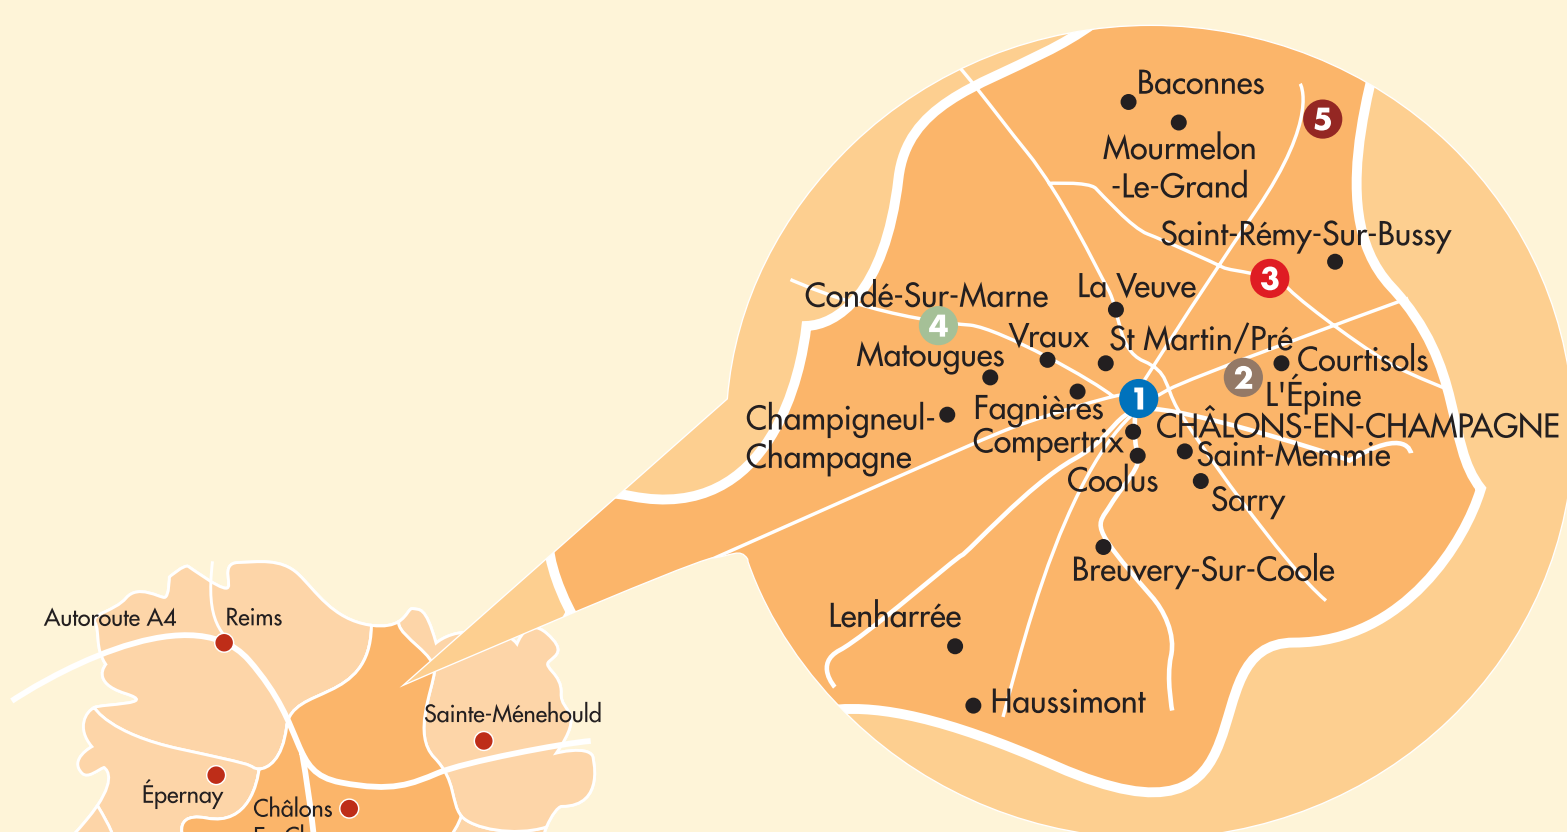 Baconnes
5
Mourmelon
-Le-Grand
Saint-Rémy-Sur-Bussy
3
La Veuve
Condé-Sur-Marne
4
Vraux
St Martin/Pré
Matougues
Courtisols
2
L'Épine
1
Fagnières
Champigneul-
Champagne
CHÂLONS-EN-CHAMPAGNE
Compertrix
Saint-Memmie
Coolus
Sarry
Breuvery-Sur-Coole
Lenharrée
Haussimont
Autoroute A4
Reims
Sainte-Ménehould
Épernay
Châlons